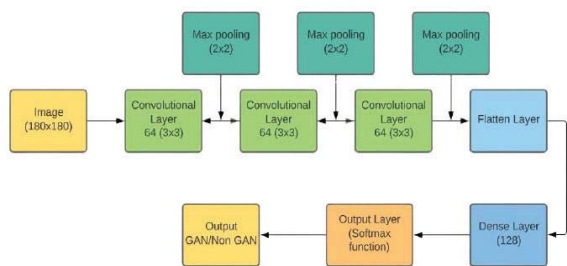 Max pooling
(2x2)
Max pooling
(2x2)
Max pooling
(2x2)
Image
(180x180)
Convolutional
Layer
64 (3x3)
Convolutional
Layer
64 (3x3)
Convolutional
Layer
64 (3x3)
Flatten Layer
Output
GAN/Non GAN
Output Layer
(Softmax
function)
Dense Layer
(128)